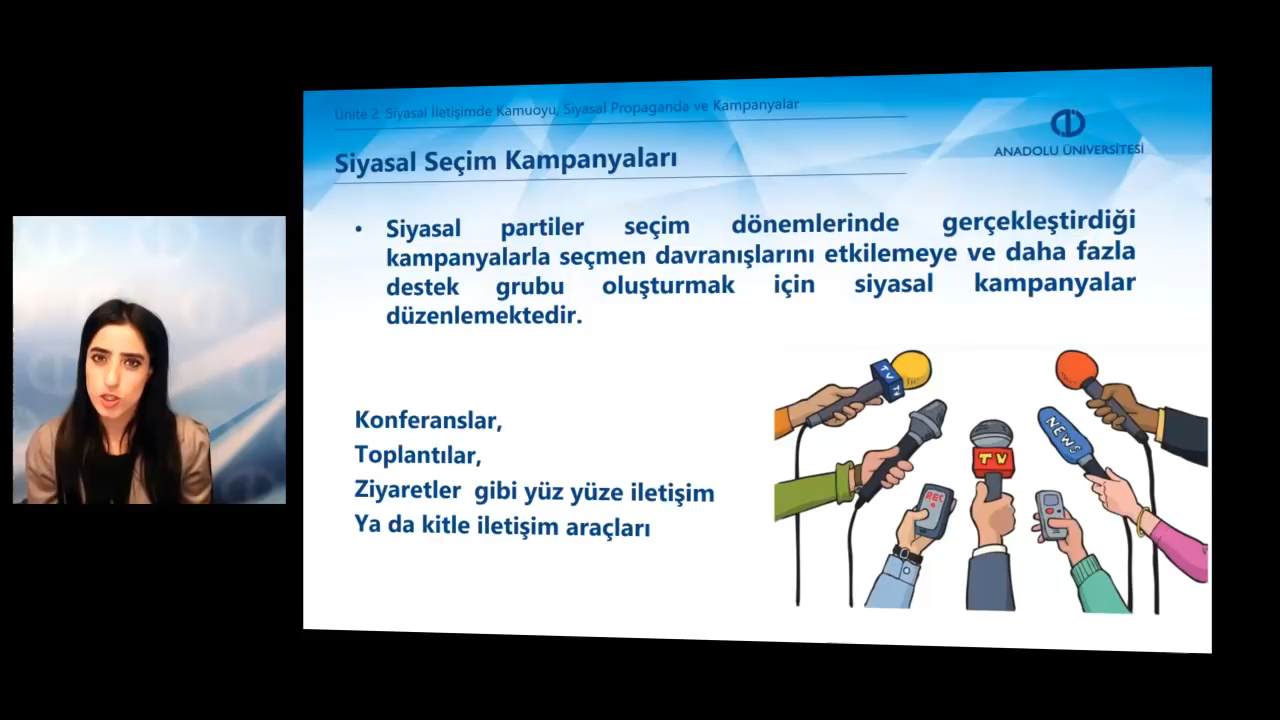 Ünite 2: Siyasal İletişimde Kamuoyu, Siyasal Propaganda ve Kampanyalar
ANADOLU ÜNİVERSİTESİ
Siyasal Seçim Kampanyaları
• Siyasal partiler seçim dönemlerinde gerçekleştirdiği
kampanyalarla seçmen davranışlarını etkilemeye ve daha fazla
destek grubu oluşturmak için siyasal kampanyalar
düzenlemektedir.
Konferanslar,
Toplantılar,
Ziyaretler gibi yüz yüze iletişim
Ya da kitle iletişim araçları
TV
TV
NEWS
TV
REC